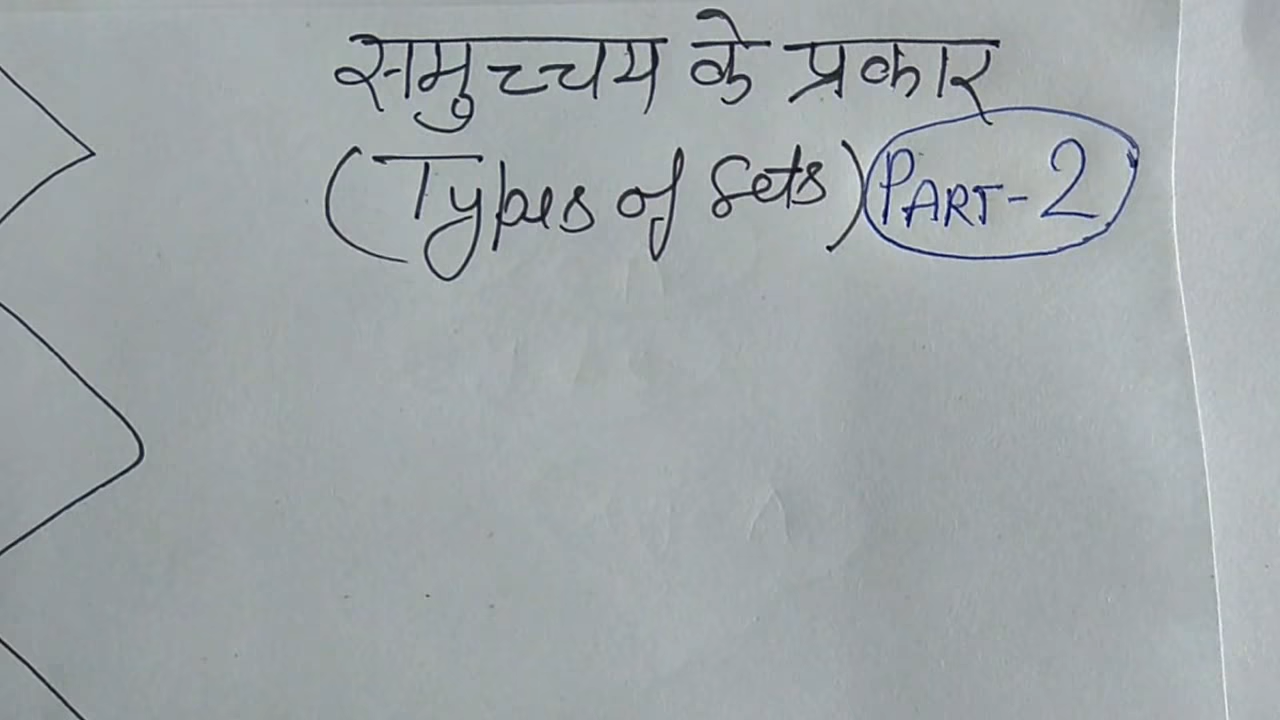 समुच्चय के प्रकार
(Types of Sets) PART-2